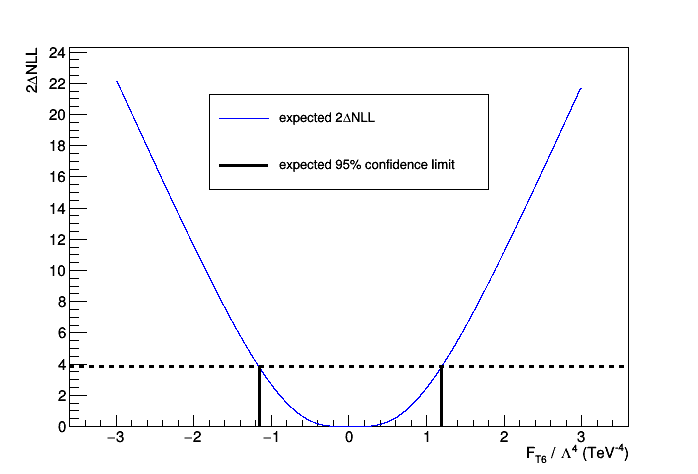 2ΔNLL
24
22
20
18
16
14
12
10
8
6
4
2
0
expected 2ΔNLL
expected 95% confidence limit
−3 −2 −1 0 1 2 3
F_T6 / Λ^4 (TeV^-4)